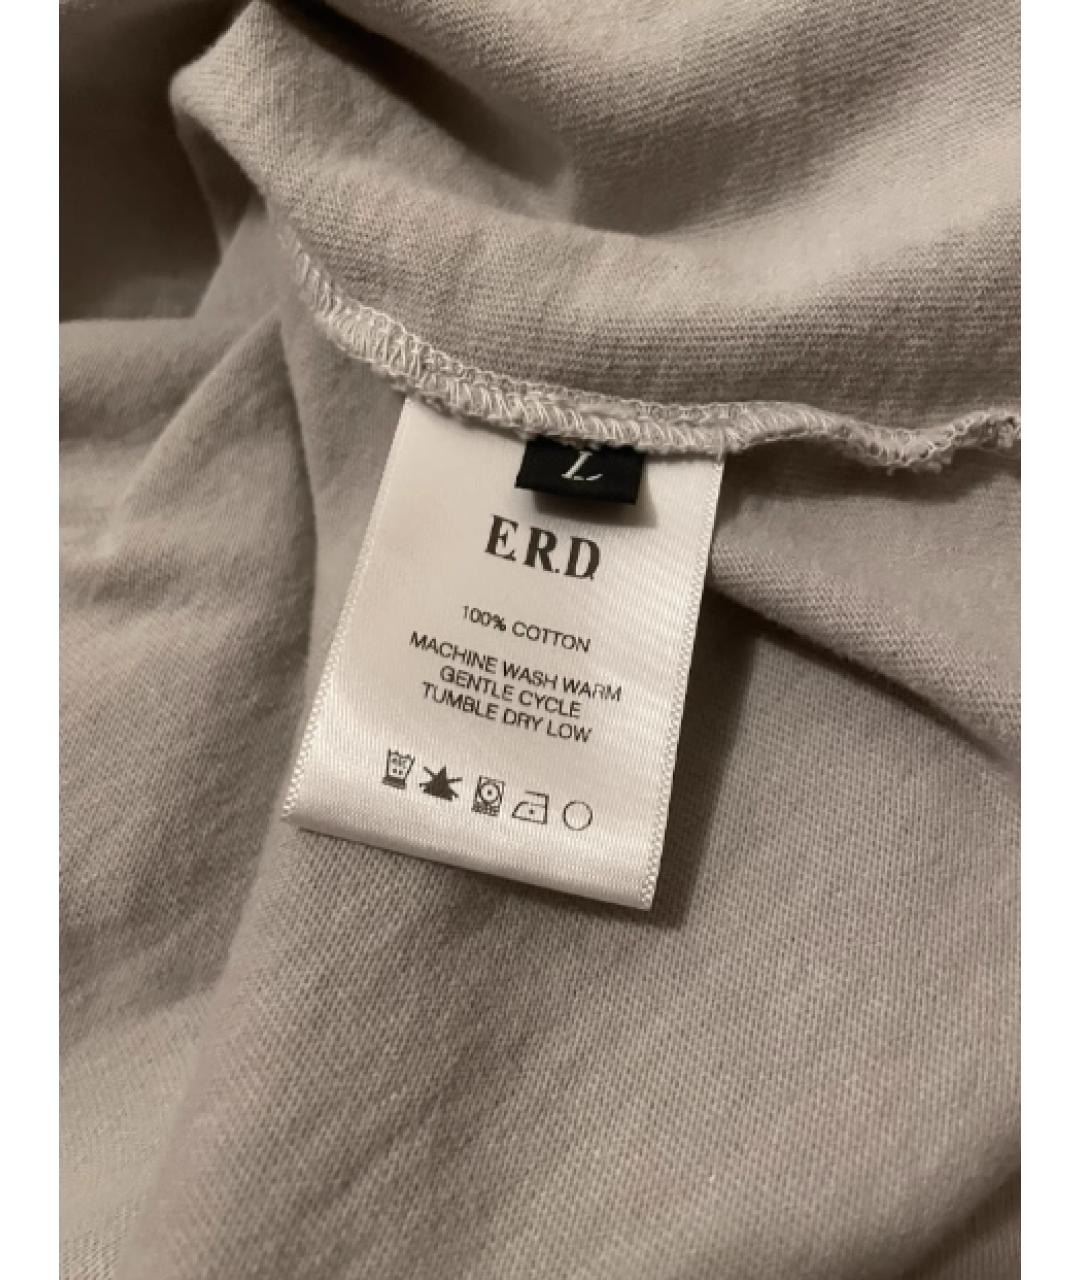 L
E.R.D
100% COTTON
MACHINE WASH WARM
GENTLE CYCLE
TUMBLE DRY LOW